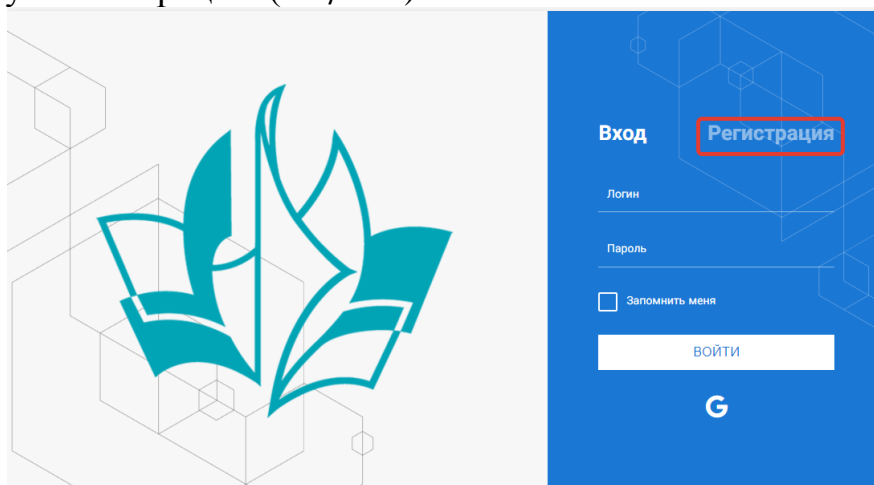 Вход Регистрация
Логин
Пароль
Запомнить меня
ВОЙТИ
G